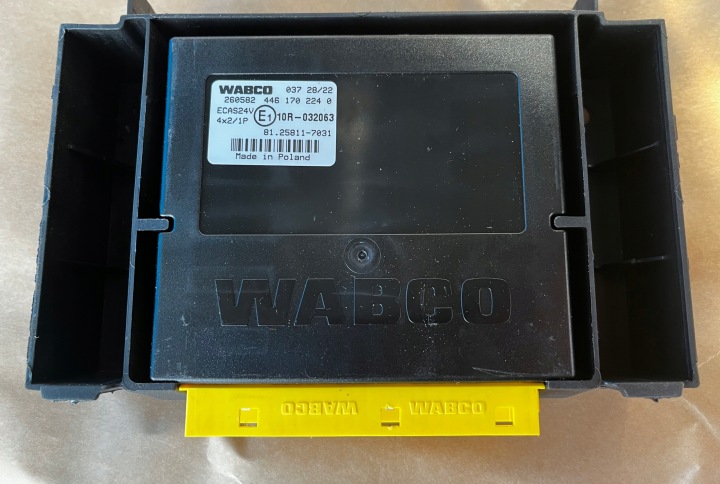 WABCO 037 28/22
260582 446 170 224 0
ECAS24V E1 10R-032063
4x2/1P
81.25811-7031
Made in Poland
WABCO
WABCO WABCO